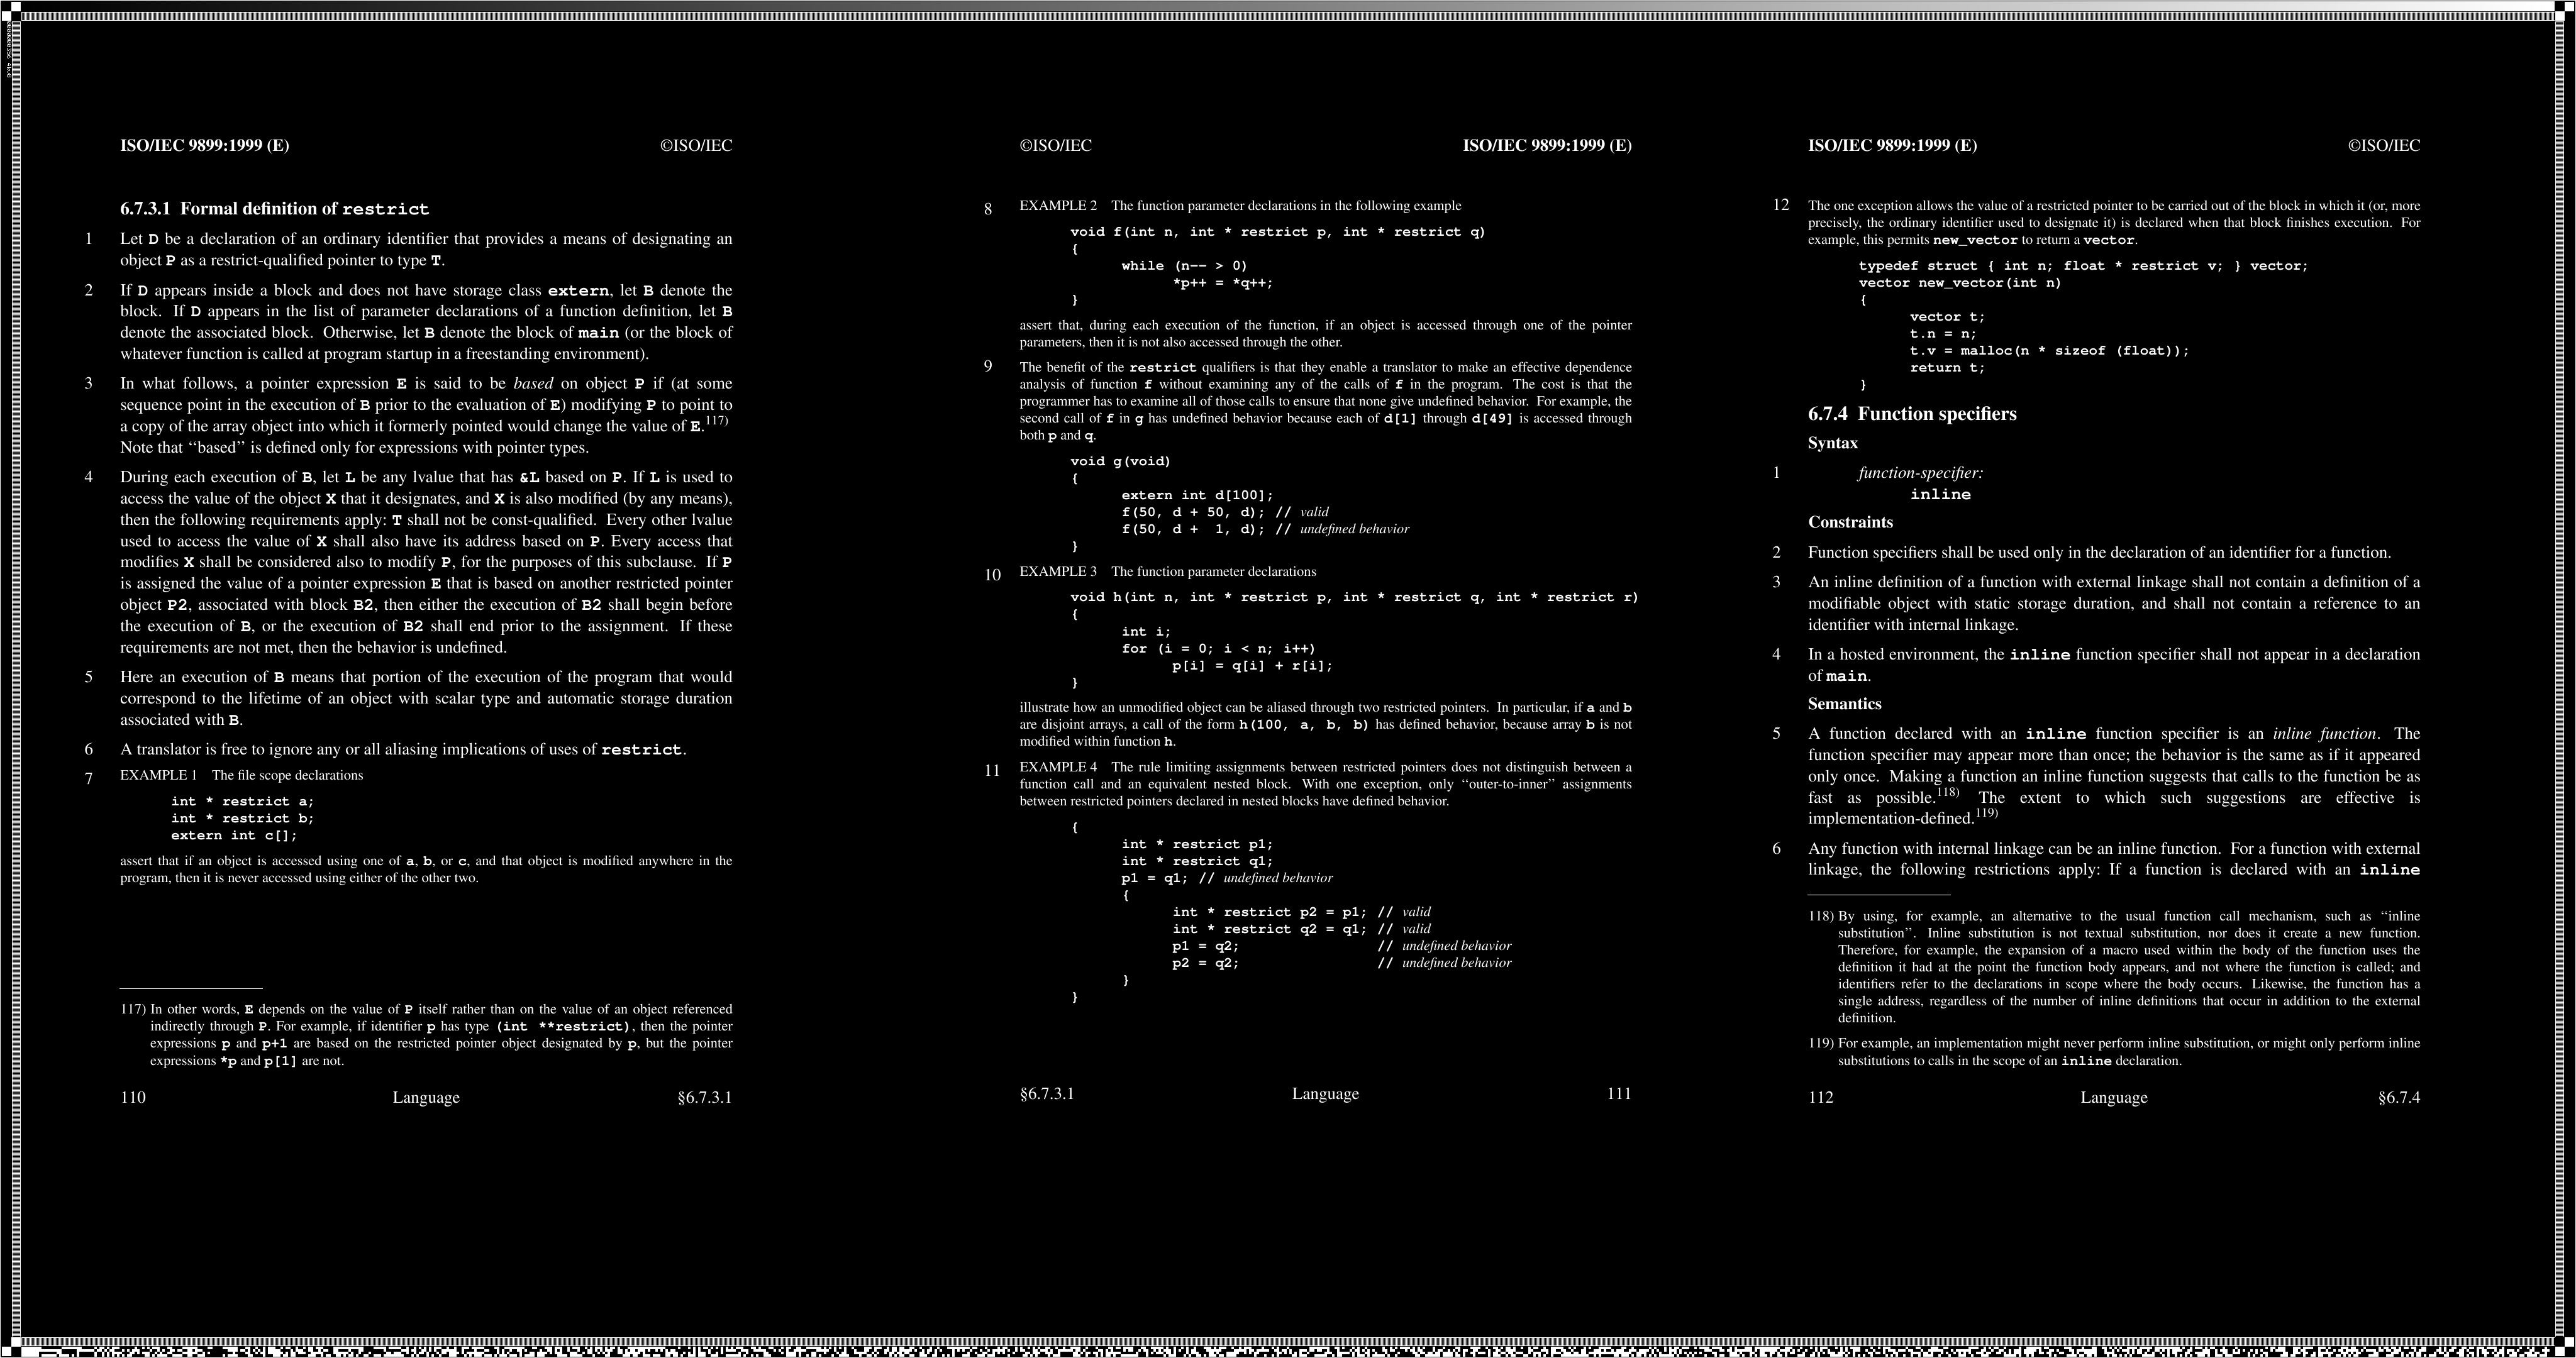 ISO/IEC 9899:1999 (E) ©ISO/IEC
6.7.3.1 Formal definition of restrict
1 Let D be a declaration of an ordinary identifier that provides a means of designating an
object P as a restrict-qualified pointer to type T.
2 If D appears inside a block and does not have storage class extern, let B denote the
block. If D appears in the list of parameter declarations of a function definition, let B
denote the associated block. Otherwise, let B denote the block of main (or the block of
whatever function is called at program startup in a freestanding environment).
3 In what follows, a pointer expression E is said to be based on object P if (at some
sequence point in the execution of B prior to the evaluation of E) modifying P to point to
a copy of the array object into which it formerly pointed would change the value of E.117)
Note that ‘‘based’’ is defined only for expressions with pointer types.
4 During each execution of B, let L be any lvalue that has &L based on P. If L is used to
access the value of the object X that it designates, and X is also modified (by any means),
then the following requirements apply: T shall not be const-qualified. Every other lvalue
used to access the value of X shall also have its address based on P. Every access that
modifies X shall be considered also to modify P, for the purposes of this subclause. If P
is assigned the value of a pointer expression E that is based on another restricted pointer
object P2, associated with block B2, then either the execution of B2 shall begin before
the execution of B, or the execution of B2 shall end prior to the assignment. If these
requirements are not met, then the behavior is undefined.
5 Here an execution of B means that portion of the execution of the program that would
correspond to the lifetime of an object with scalar type and automatic storage duration
associated with B.
6 A translator is free to ignore any or all aliasing implications of uses of restrict.
7 EXAMPLE 1 The file scope declarations
int * restrict a;
int * restrict b;
extern int c[];
assert that if an object is accessed using one of a, b, or c, and that object is modified anywhere in the
program, then it is never accessed using either of the other two.
117) In other words, E depends on the value of P itself rather than on the value of an object referenced
indirectly through P. For example, if identifier p has type (int **restrict), then the pointer
expressions p and p+1 are based on the restricted pointer object designated by p, but the pointer
expressions *p and p[1] are not.
110 Language §6.7.3.1
©ISO/IEC ISO/IEC 9899:1999 (E)
8 EXAMPLE 2 The function parameter declarations in the following example
void f(int n, int * restrict p, int * restrict q)
{
while (n-- > 0)
*p++ = *q++;
}
assert that, during each execution of the function, if an object is accessed through one of the pointer
parameters, then it is not also accessed through the other.
9 The benefit of the restrict qualifiers is that they enable a translator to make an effective dependence
analysis of function f without examining any of the calls of f in the program. The cost is that the
programmer has to examine all of those calls to ensure that none give undefined behavior. For example, the
second call of f in g has undefined behavior because each of d[1] through d[49] is accessed through
both p and q.
void g(void)
{
extern int d[100];
f(50, d + 50, d); // valid
f(50, d + 1, d); // undefined behavior
}
10 EXAMPLE 3 The function parameter declarations
void h(int n, int * restrict p, int * restrict q, int * restrict r)
{
int i;
for (i = 0; i < n; i++)
p[i] = q[i] + r[i];
}
illustrate how an unmodified object can be aliased through two restricted pointers. In particular, if a and b
are disjoint arrays, a call of the form h(100, a, b, b) has defined behavior, because array b is not
modified within function h.
11 EXAMPLE 4 The rule limiting assignments between restricted pointers does not distinguish between a
function call and an equivalent nested block. With one exception, only ‘‘outer-to-inner’’ assignments
between restricted pointers declared in nested blocks have defined behavior.
{
int * restrict p1;
int * restrict q1;
p1 = q1; // undefined behavior
{
int * restrict p2 = p1; // valid
int * restrict q2 = q1; // valid
p1 = q2; // undefined behavior
p2 = q2; // undefined behavior
}
}
§6.7.3.1 Language 111
ISO/IEC 9899:1999 (E) ©ISO/IEC
12 The one exception allows the value of a restricted pointer to be carried out of the block in which it (or, more
precisely, the ordinary identifier used to designate it) is declared when that block finishes execution. For
example, this permits new_vector to return a vector.
typedef struct { int n; float * restrict v; } vector;
vector new_vector(int n)
{
vector t;
t.n = n;
t.v = malloc(n * sizeof (float));
return t;
}
6.7.4 Function specifiers
Syntax
1 function-specifier:
inline
Constraints
2 Function specifiers shall be used only in the declaration of an identifier for a function.
3 An inline definition of a function with external linkage shall not contain a definition of a
modifiable object with static storage duration, and shall not contain a reference to an
identifier with internal linkage.
4 In a hosted environment, the inline function specifier shall not appear in a declaration
of main.
Semantics
5 A function declared with an inline function specifier is an inline function. The
function specifier may appear more than once; the behavior is the same as if it appeared
only once. Making a function an inline function suggests that calls to the function be as
fast as possible.118) The extent to which such suggestions are effective is
implementation-defined.119)
6 Any function with internal linkage can be an inline function. For a function with external
linkage, the following restrictions apply: If a function is declared with an inline
118) By using, for example, an alternative to the usual function call mechanism, such as ‘‘inline
substitution’’. Inline substitution is not textual substitution, nor does it create a new function.
Therefore, for example, the expansion of a macro used within the body of the function uses the
definition it had at the point the function body appears, and not where the function is called; and
identifiers refer to the declarations in scope where the body occurs. Likewise, the function has a
single address, regardless of the number of inline definitions that occur in addition to the external
definition.
119) For example, an implementation might never perform inline substitution, or might only perform inline
substitutions to calls in the scope of an inline declaration.
112 Language §6.7.4